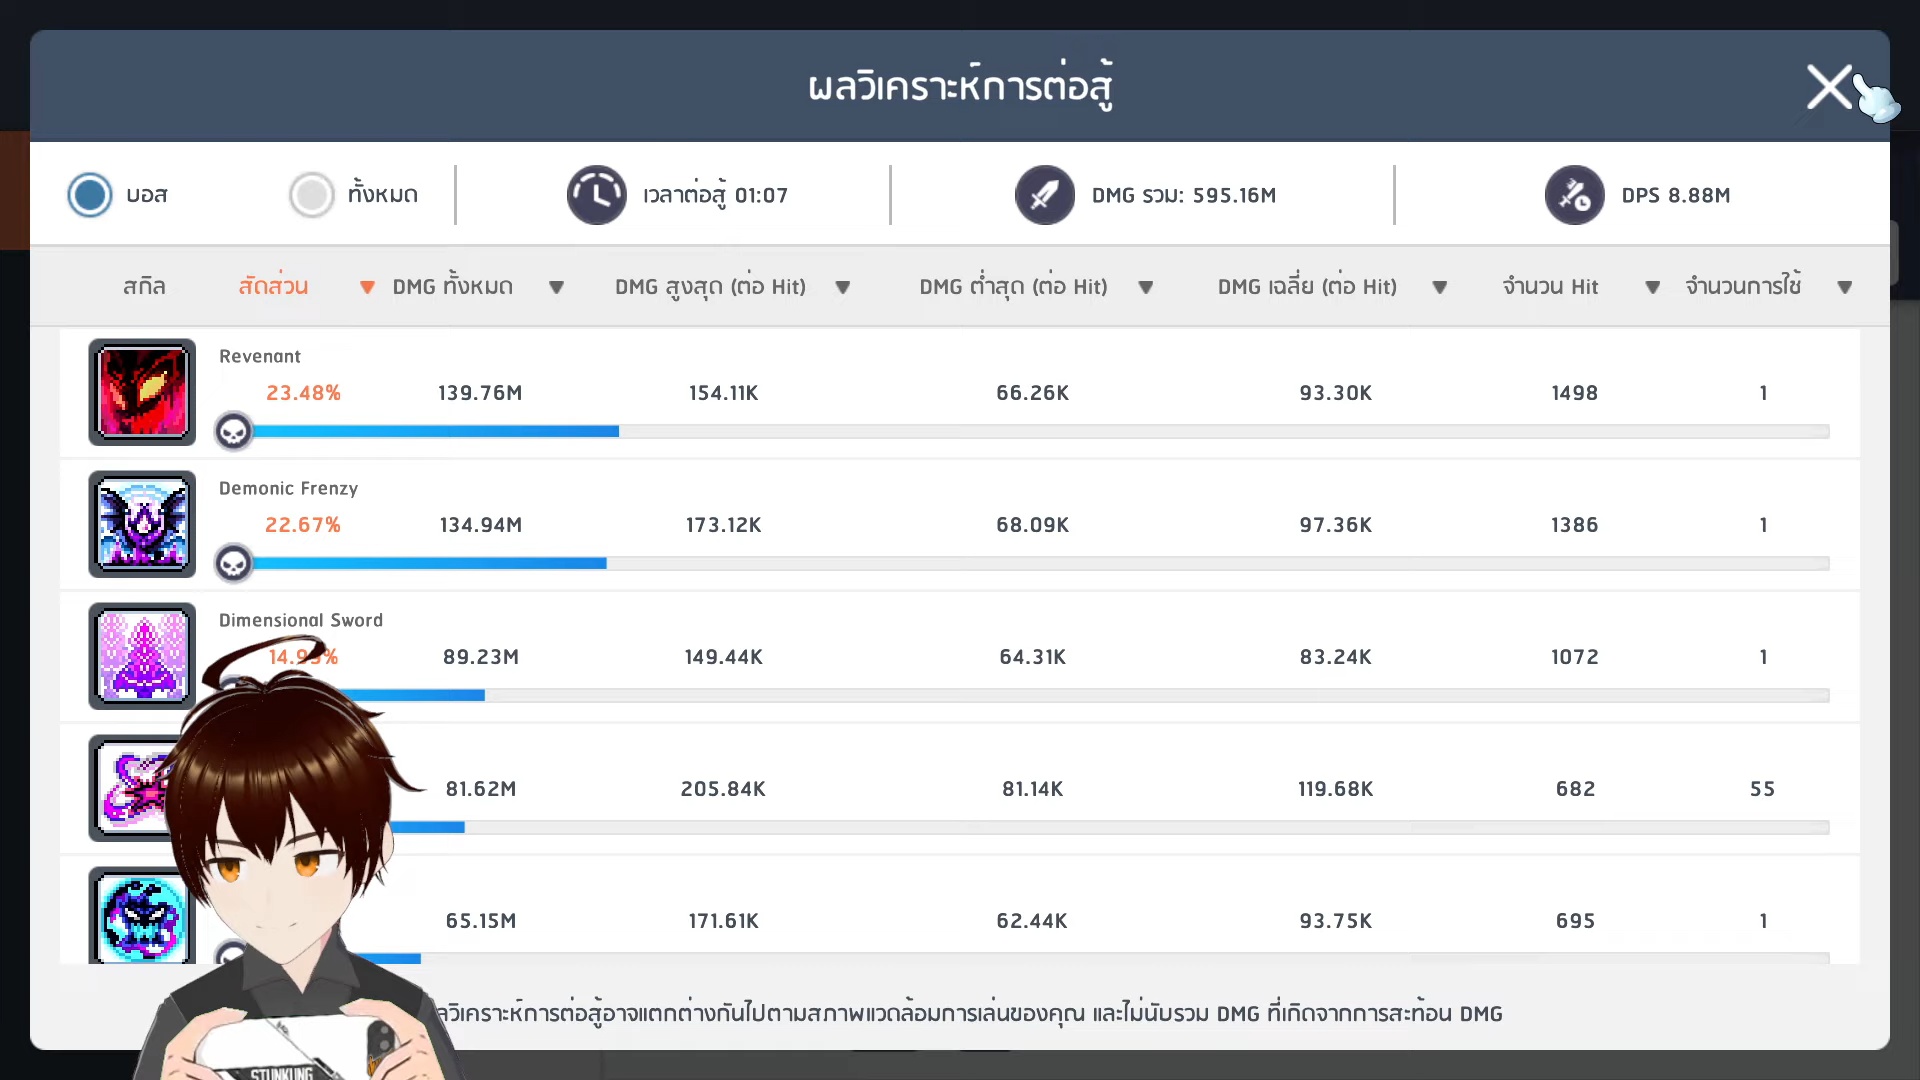 ผลวิเคราะห์การต่อสู้
บอส
ทั้งหมด
เวลาต่อสู้ 01:07
DMG รวม: 595.16M
DPS 8.88M
สกิล สัดส่วน DMG ทั้งหมด DMG สูงสุด (ต่อ Hit) DMG ต่ำสุด (ต่อ Hit) DMG เฉลี่ย (ต่อ Hit) จำนวน Hit จำนวนการใช้
Revenant
23.48% 139.76M 154.11K 66.26K 93.30K 1498 1
Demonic Frenzy
22.67% 134.94M 173.12K 68.09K 97.36K 1386 1
Dimensional Sword
89.23M 149.44K 64.31K 83.24K 1072 1
81.62M 205.84K 81.14K 119.68K 682 55
65.15M 171.61K 62.44K 93.75K 695 1
ลวิเคราะห์การต่อสู้อาจแตกต่างกันไปตามสภาพแวดล้อมการเล่นของคุณ และไม่นับรวม DMG ที่เกิดจากการสะท้อน DMG
STUNKUNG